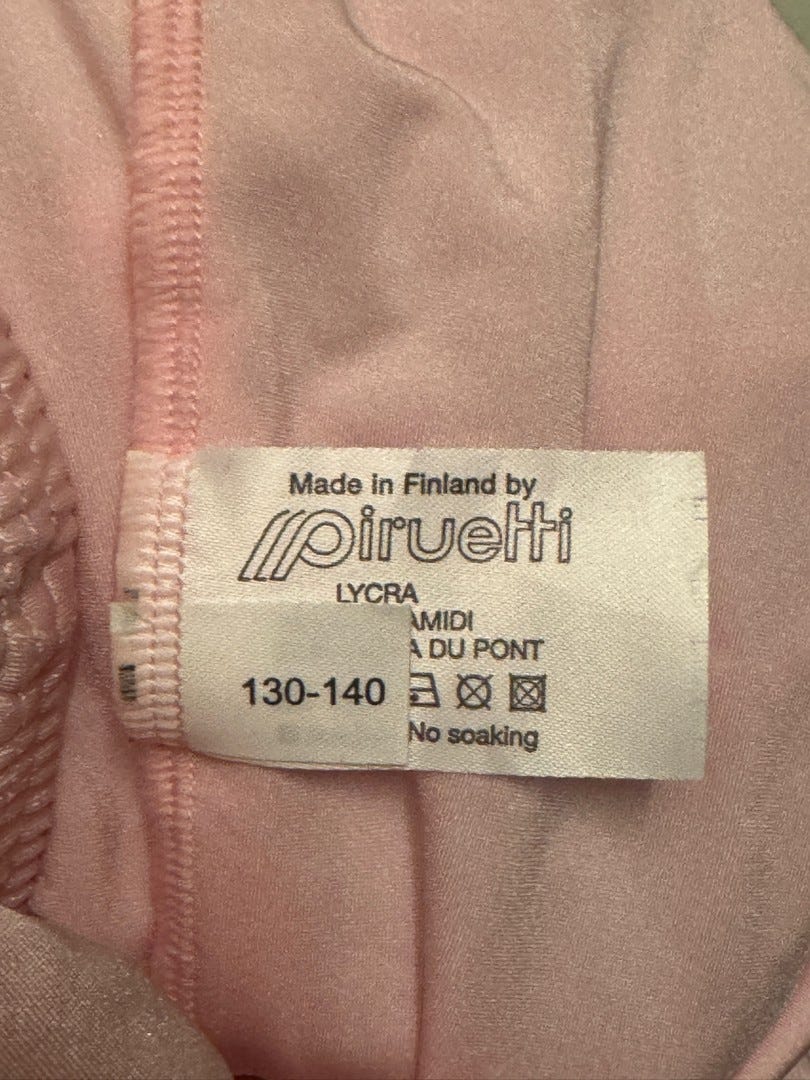 Made in Finland by
piruetti
LYCRA
AMIDI
A DU PONT
130-140
No soaking